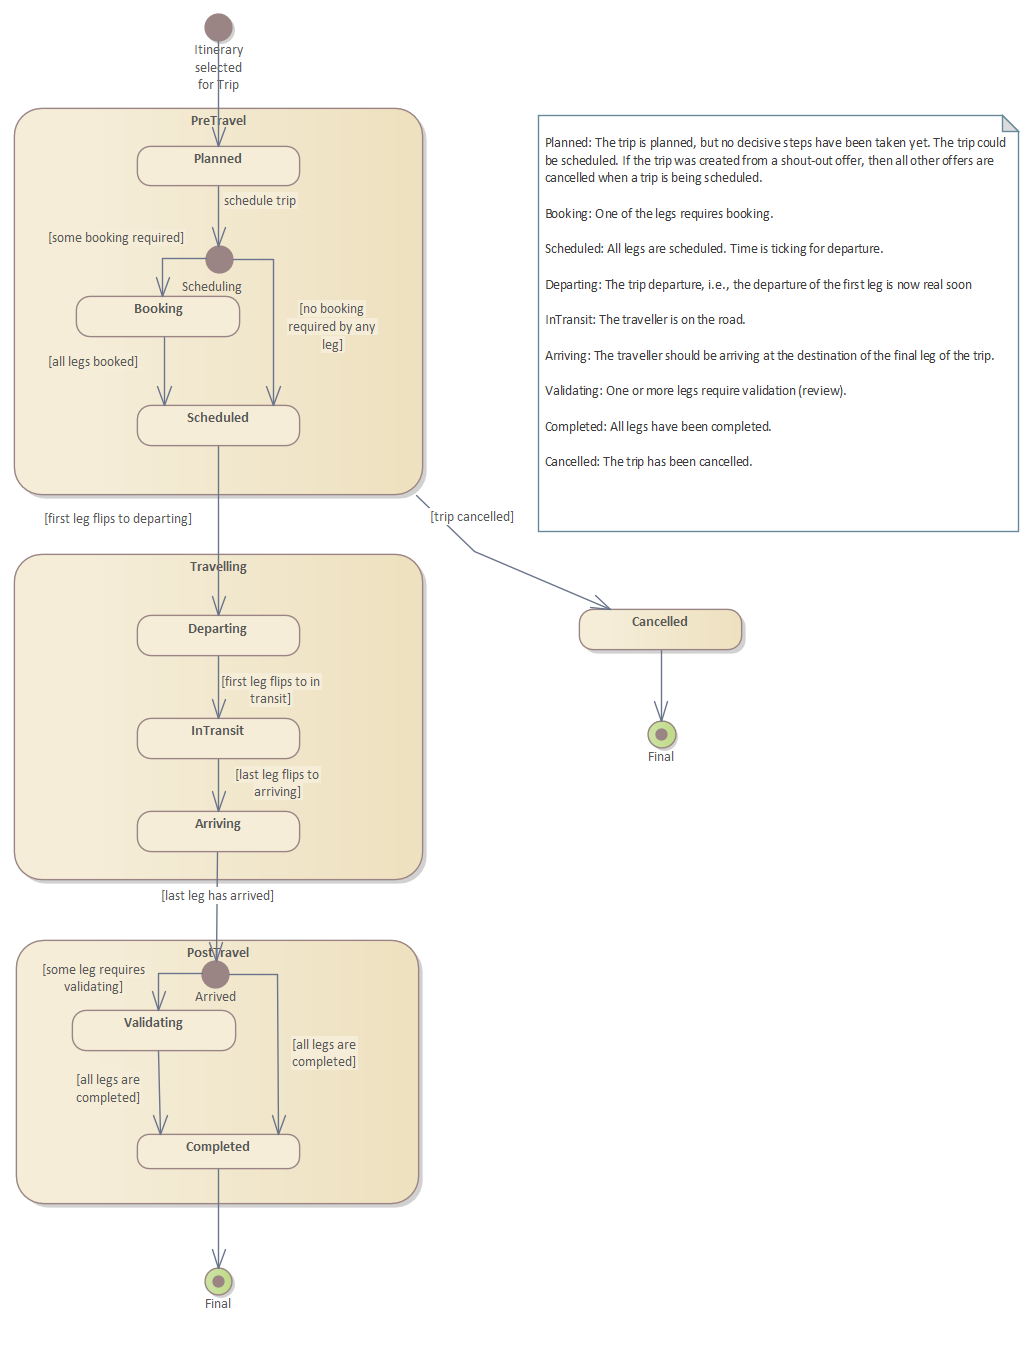 Itinerary
selected
for Trip
PreTravel
Planned
schedule trip
[some booking required]
Scheduling
Booking
[no booking
required by any
leg]
[all legs booked]
Scheduled
[first leg flips to departing]
[trip cancelled]
Planned: The trip is planned, but no decisive steps have been taken yet. The trip could
be scheduled. If the trip was created from a shout-out offer, then all other offers are
cancelled when a trip is being scheduled.
Booking: One of the legs requires booking.
Scheduled: All legs are scheduled. Time is ticking for departure.
Departing: The trip departure, i.e., the departure of the first leg is now real soon
InTransit: The traveller is on the road.
Arriving: The traveller should be arriving at the destination of the final leg of the trip.
Validating: One or more legs require validation (review).
Completed: All legs have been completed.
Cancelled: The trip has been cancelled.
Travelling
Departing
[first leg flips to in
transit]
InTransit
[last leg flips to
arriving]
Arriving
Cancelled
Final
[last leg has arrived]
PostTravel
[some leg requires
validating]
Arrived
Validating
[all legs are
completed]
[all legs are
completed]
Completed
Final